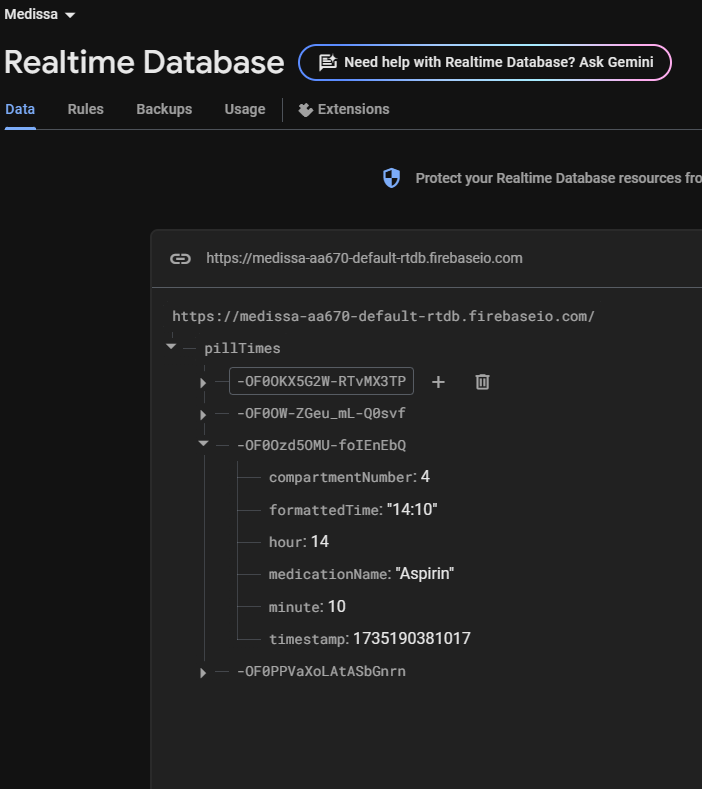 Medissa
Realtime Database
Need help with Realtime Database? Ask Gemini
Data Rules Backups Usage Extensions
Protect your Realtime Database resources fro
https://medissa-aa670-default-rtdb.firebaseio.com
https://medissa-aa670-default-rtdb.firebaseio.com/
pillTimes
-OF0OKX5G2W-RTvMX3TP
-OF0OW-ZGeu_mL-Q0svf
-OF0Ozd5OMU-foIEnEbQ
compartmentNumber: 4
formattedTime: "14:10"
hour: 14
medicationName: "Aspirin"
minute: 10
timestamp: 1735190381017
-OF0PPVaXoLAtASbGnrn